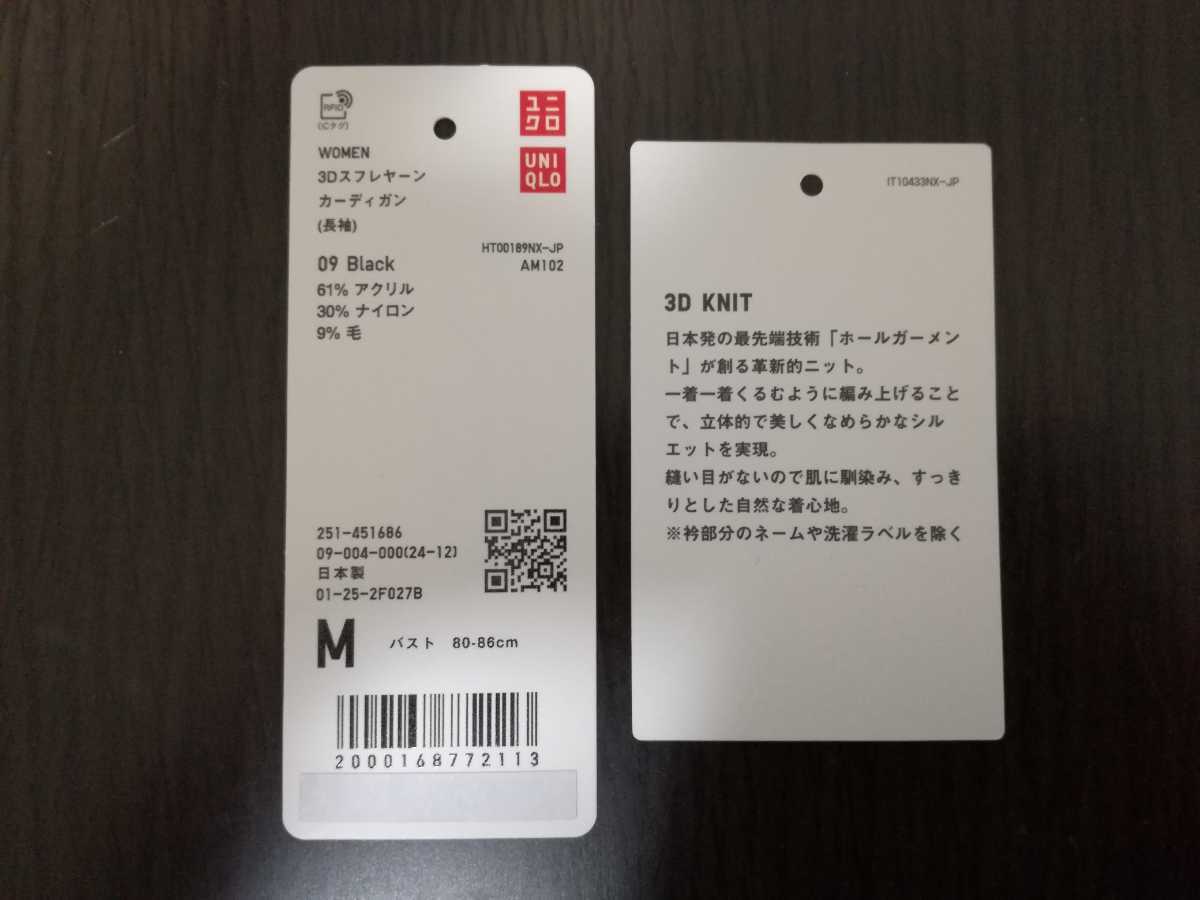 RFID
(ICタグ)
ユニ
クロ
UNI
QLO
WOMEN
3Dスフレヤーン
カーディガン
(長袖)
HT00189NX-JP
AM102
09 Black
61% アクリル
30% ナイロン
9% 毛
251-451686
09-004-000(24-12)
日本製
01-25-2F027B
M バスト 80-86cm
2000168772113
IT10433NX-JP
3D KNIT
日本発の最先端技術「ホールガーメン
ト」が創る革新的ニット。
一着一着くるむように編み上げること
で、立体的で美しくなめらかなシル
エットを実現。
縫い目がないので肌に馴染み、すっき
りとした自然な着心地。
※衿部分のネームや洗濯ラベルを除く